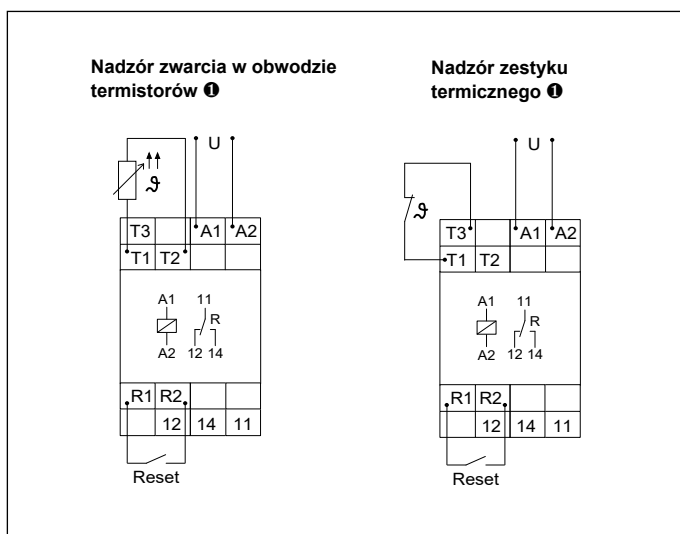 Nadzór zwarcia w obwodzie
termistorów ❶
U
ϑ
T3 A1 A2
T1 T2
A1 11
R
A2 12 14
R1 R2
12 14 11
Reset
Nadzór zestyku
termicznego ❶
U
ϑ
T3 A1 A2
T1 T2
A1 11
R
A2 12 14
R1 R2
12 14 11
Reset